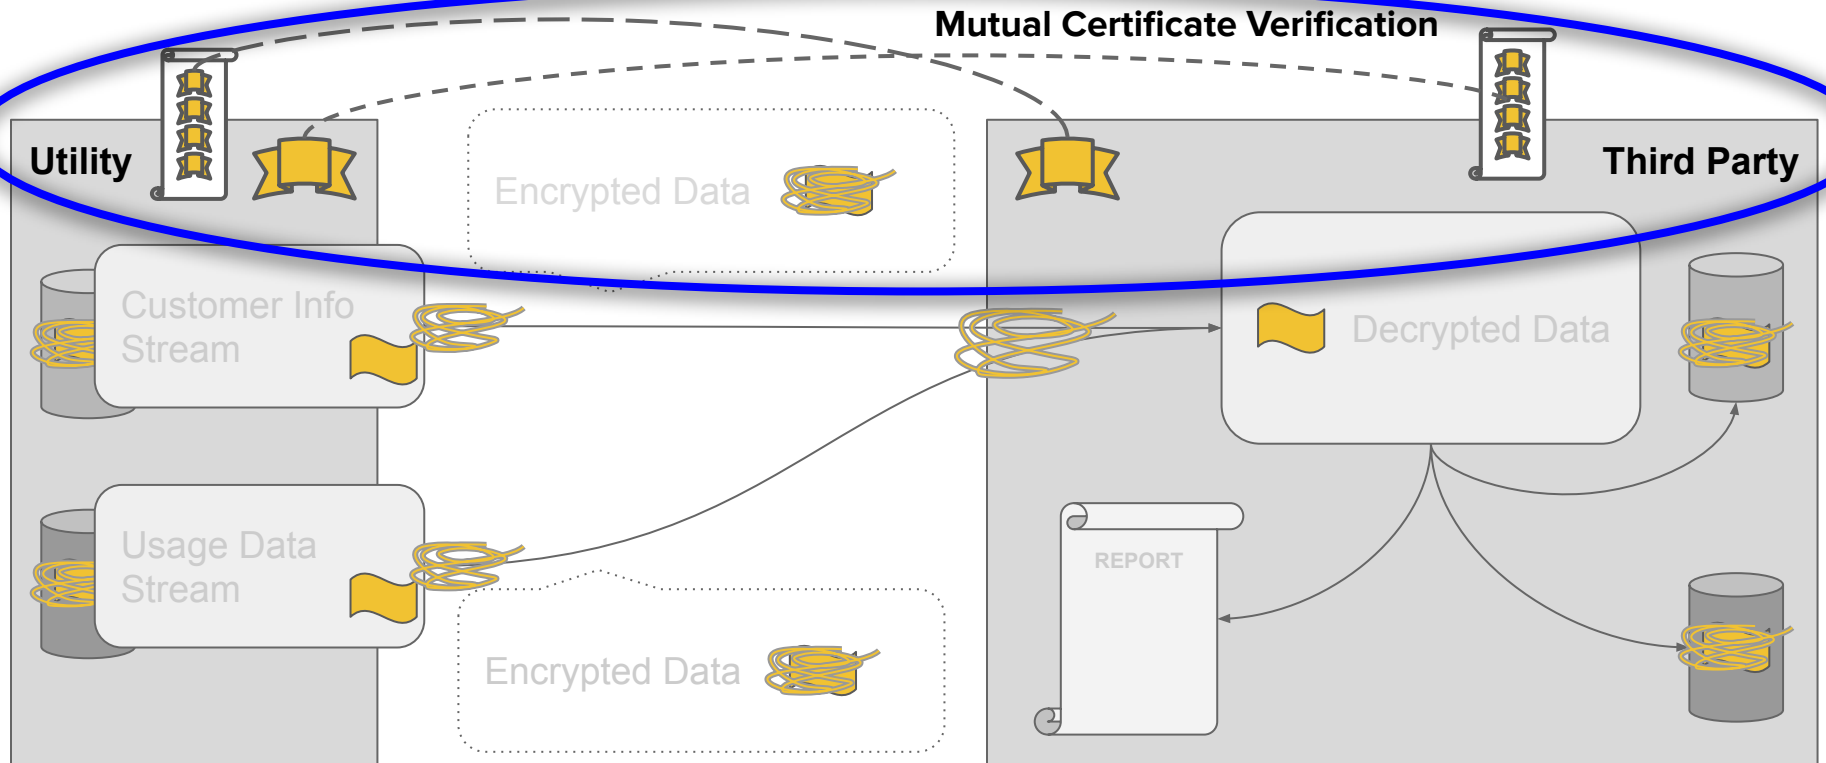 Mutual Certificate Verification
Utility
Third Party
Encrypted Data
Customer Info
Stream
Decrypted Data
Usage Data
Stream
REPORT
Encrypted Data